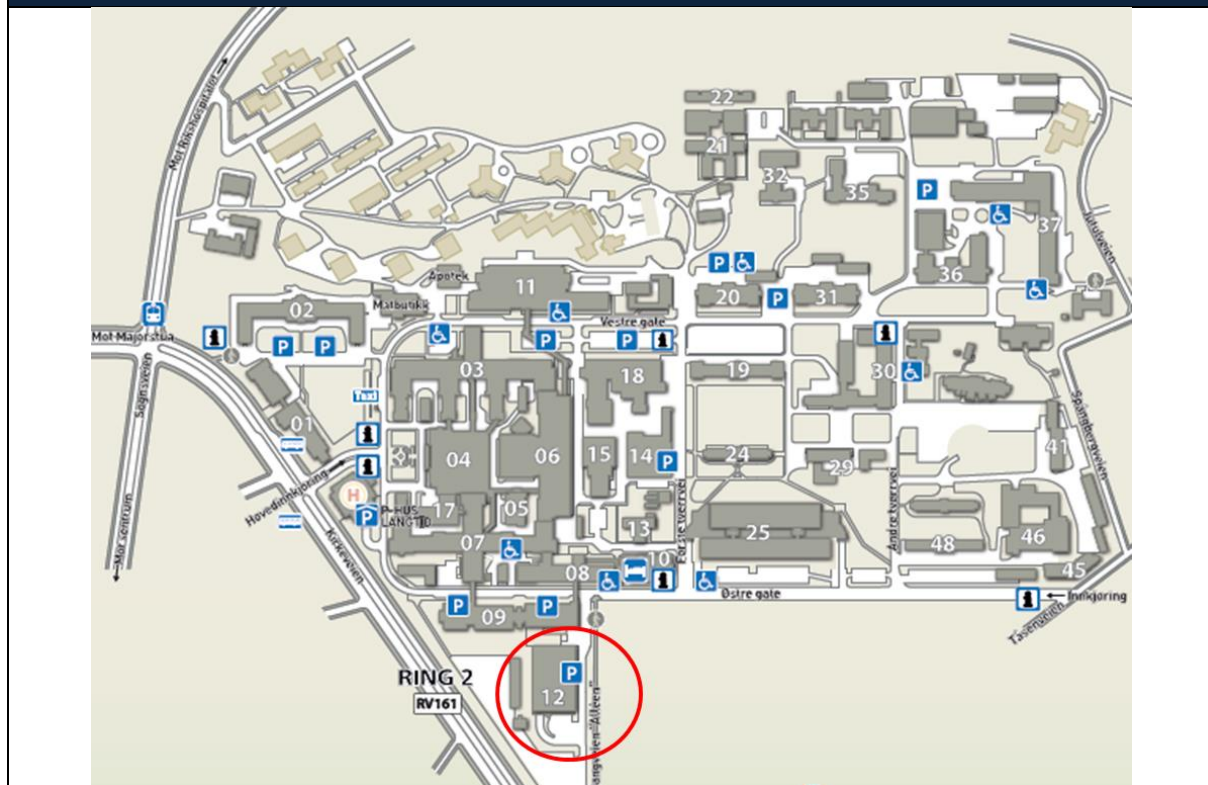 Mot Rikshospitalet
22
21
32
35
37
36
Jutulveien
Apotek
11
20
31
Matbutikk
02
Vestre gate
Mot Majorstua
Sognsveien
Taxi
03
18
19
30
01
04
06
15
14
24
29
41
Spångbergveien
Hovedinnkjøring
H
P-HUS
LANGTID
17
05
13
Første tverrvei
25
Andre tverrvei
48
46
07
08
10
45
Mot sentrum
Kirkeveien
Østre gate
Innkjøring
Tåsenveien
09
RING 2
RV161
12
P
angveien "Alléen"